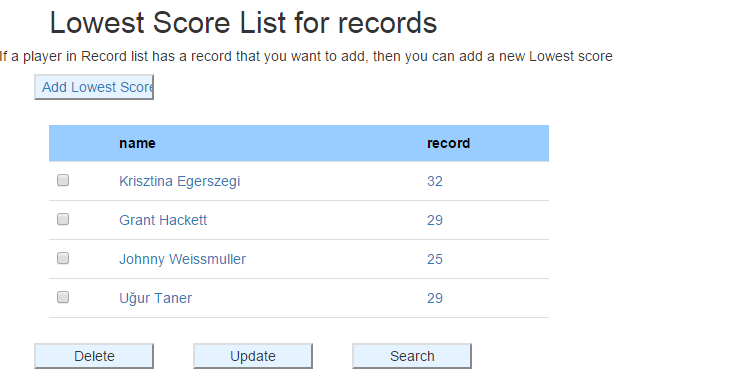 Lowest Score List for records
If a player in Record list has a record that you want to add, then you can add a new Lowest score
Add Lowest Score
name record
Krisztina Egerszegi 32
Grant Hackett 29
Johnny Weissmuller 25
Uğur Taner 29
Delete Update Search